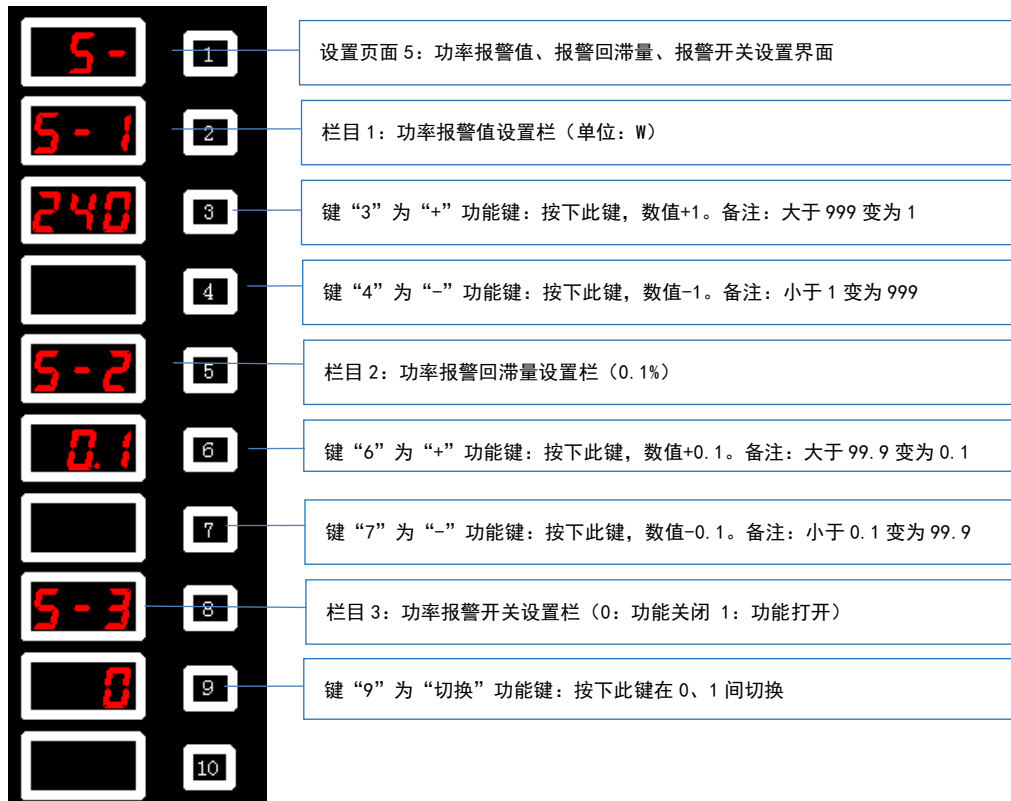 5- 1 设置页面 5：功率报警值、报警回滞量、报警开关设置界面
5-1 2 栏目 1：功率报警值设置栏（单位：W）
240 3 键“3”为“+”功能键：按下此键，数值+1。备注：大于 999 变为 1
4 键“4”为“-”功能键：按下此键，数值-1。备注：小于 1 变为 999
5-2 5 栏目 2：功率报警回滞量设置栏（0.1%）
0.1 6 键“6”为“+”功能键：按下此键，数值+0.1。备注：大于 99.9 变为 0.1
7 键“7”为“-”功能键：按下此键，数值-0.1。备注：小于 0.1 变为 99.9
5-3 8 栏目 3：功率报警开关设置栏（0：功能关闭 1：功能打开）
0 9 键“9”为“切换”功能键：按下此键在 0、1 间切换
10